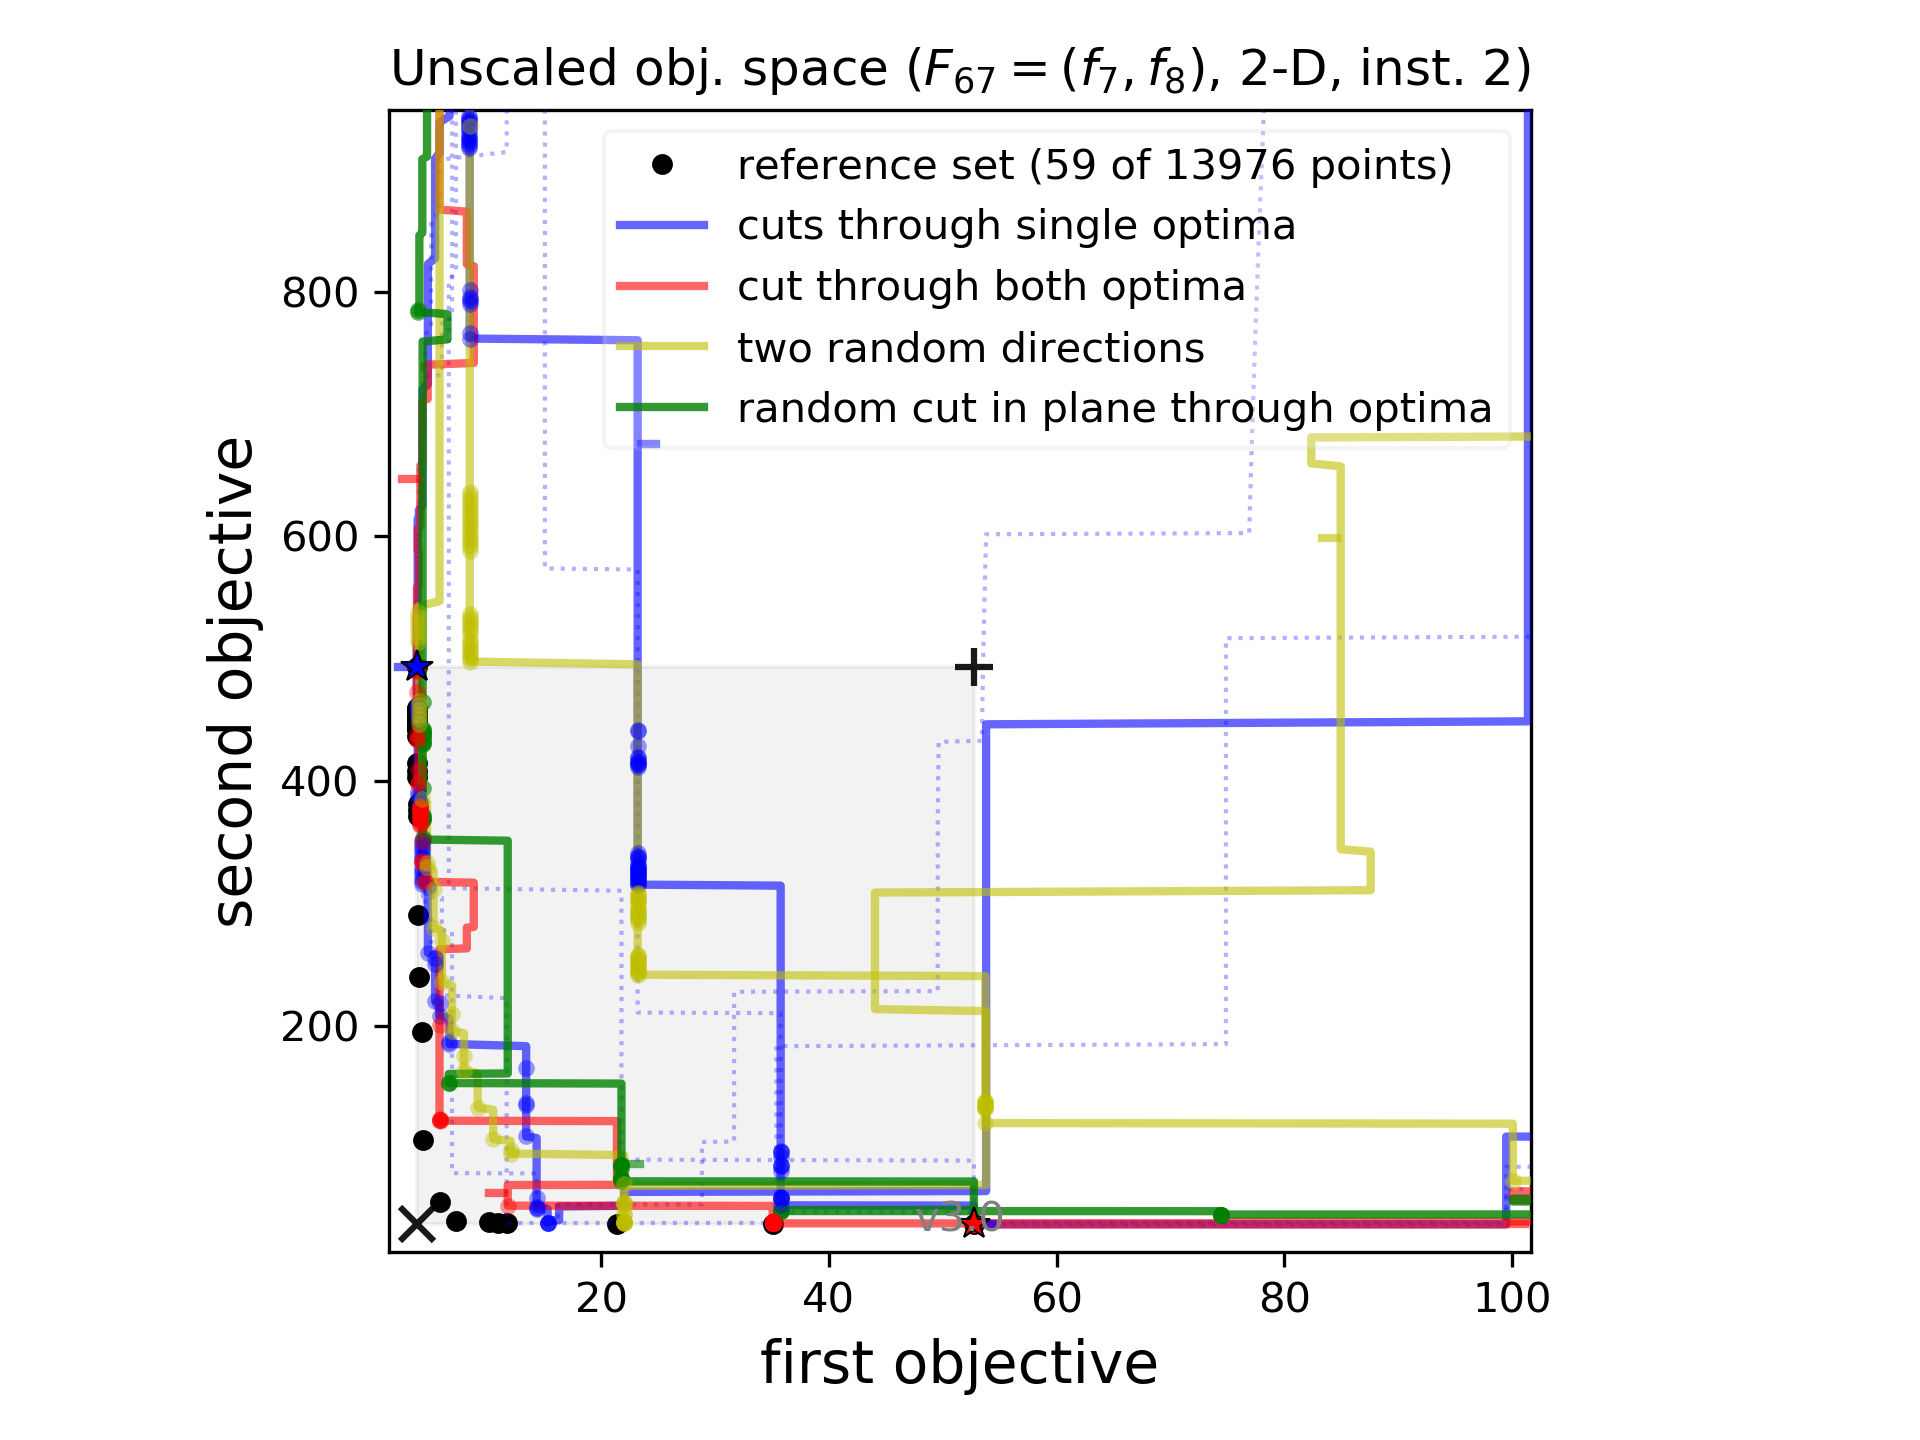 Unscaled obj. space (F67 = (f7, f8), 2-D, inst. 2)
reference set (59 of 13976 points)
cuts through single optima
cut through both optima
two random directions
random cut in plane through optima
800
600
400
200
second objective
20
40
60
80
100
first objective